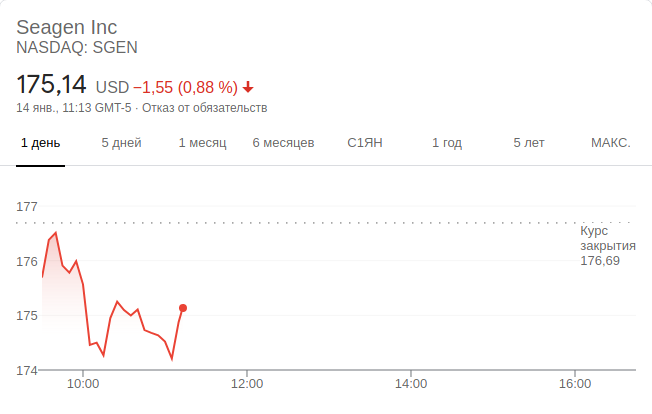 Seagen Inc
NASDAQ: SGEN
175,14 USD −1,55 (0,88 %)
14 янв., 11:13 GMT-5 · Отказ от обязательств
1 день 5 дней 1 месяц 6 месяцев С1ЯН 1 год 5 лет МАКС.
177
176
175
174
Курс
закрытия
176,69
10:00 12:00 14:00 16:00